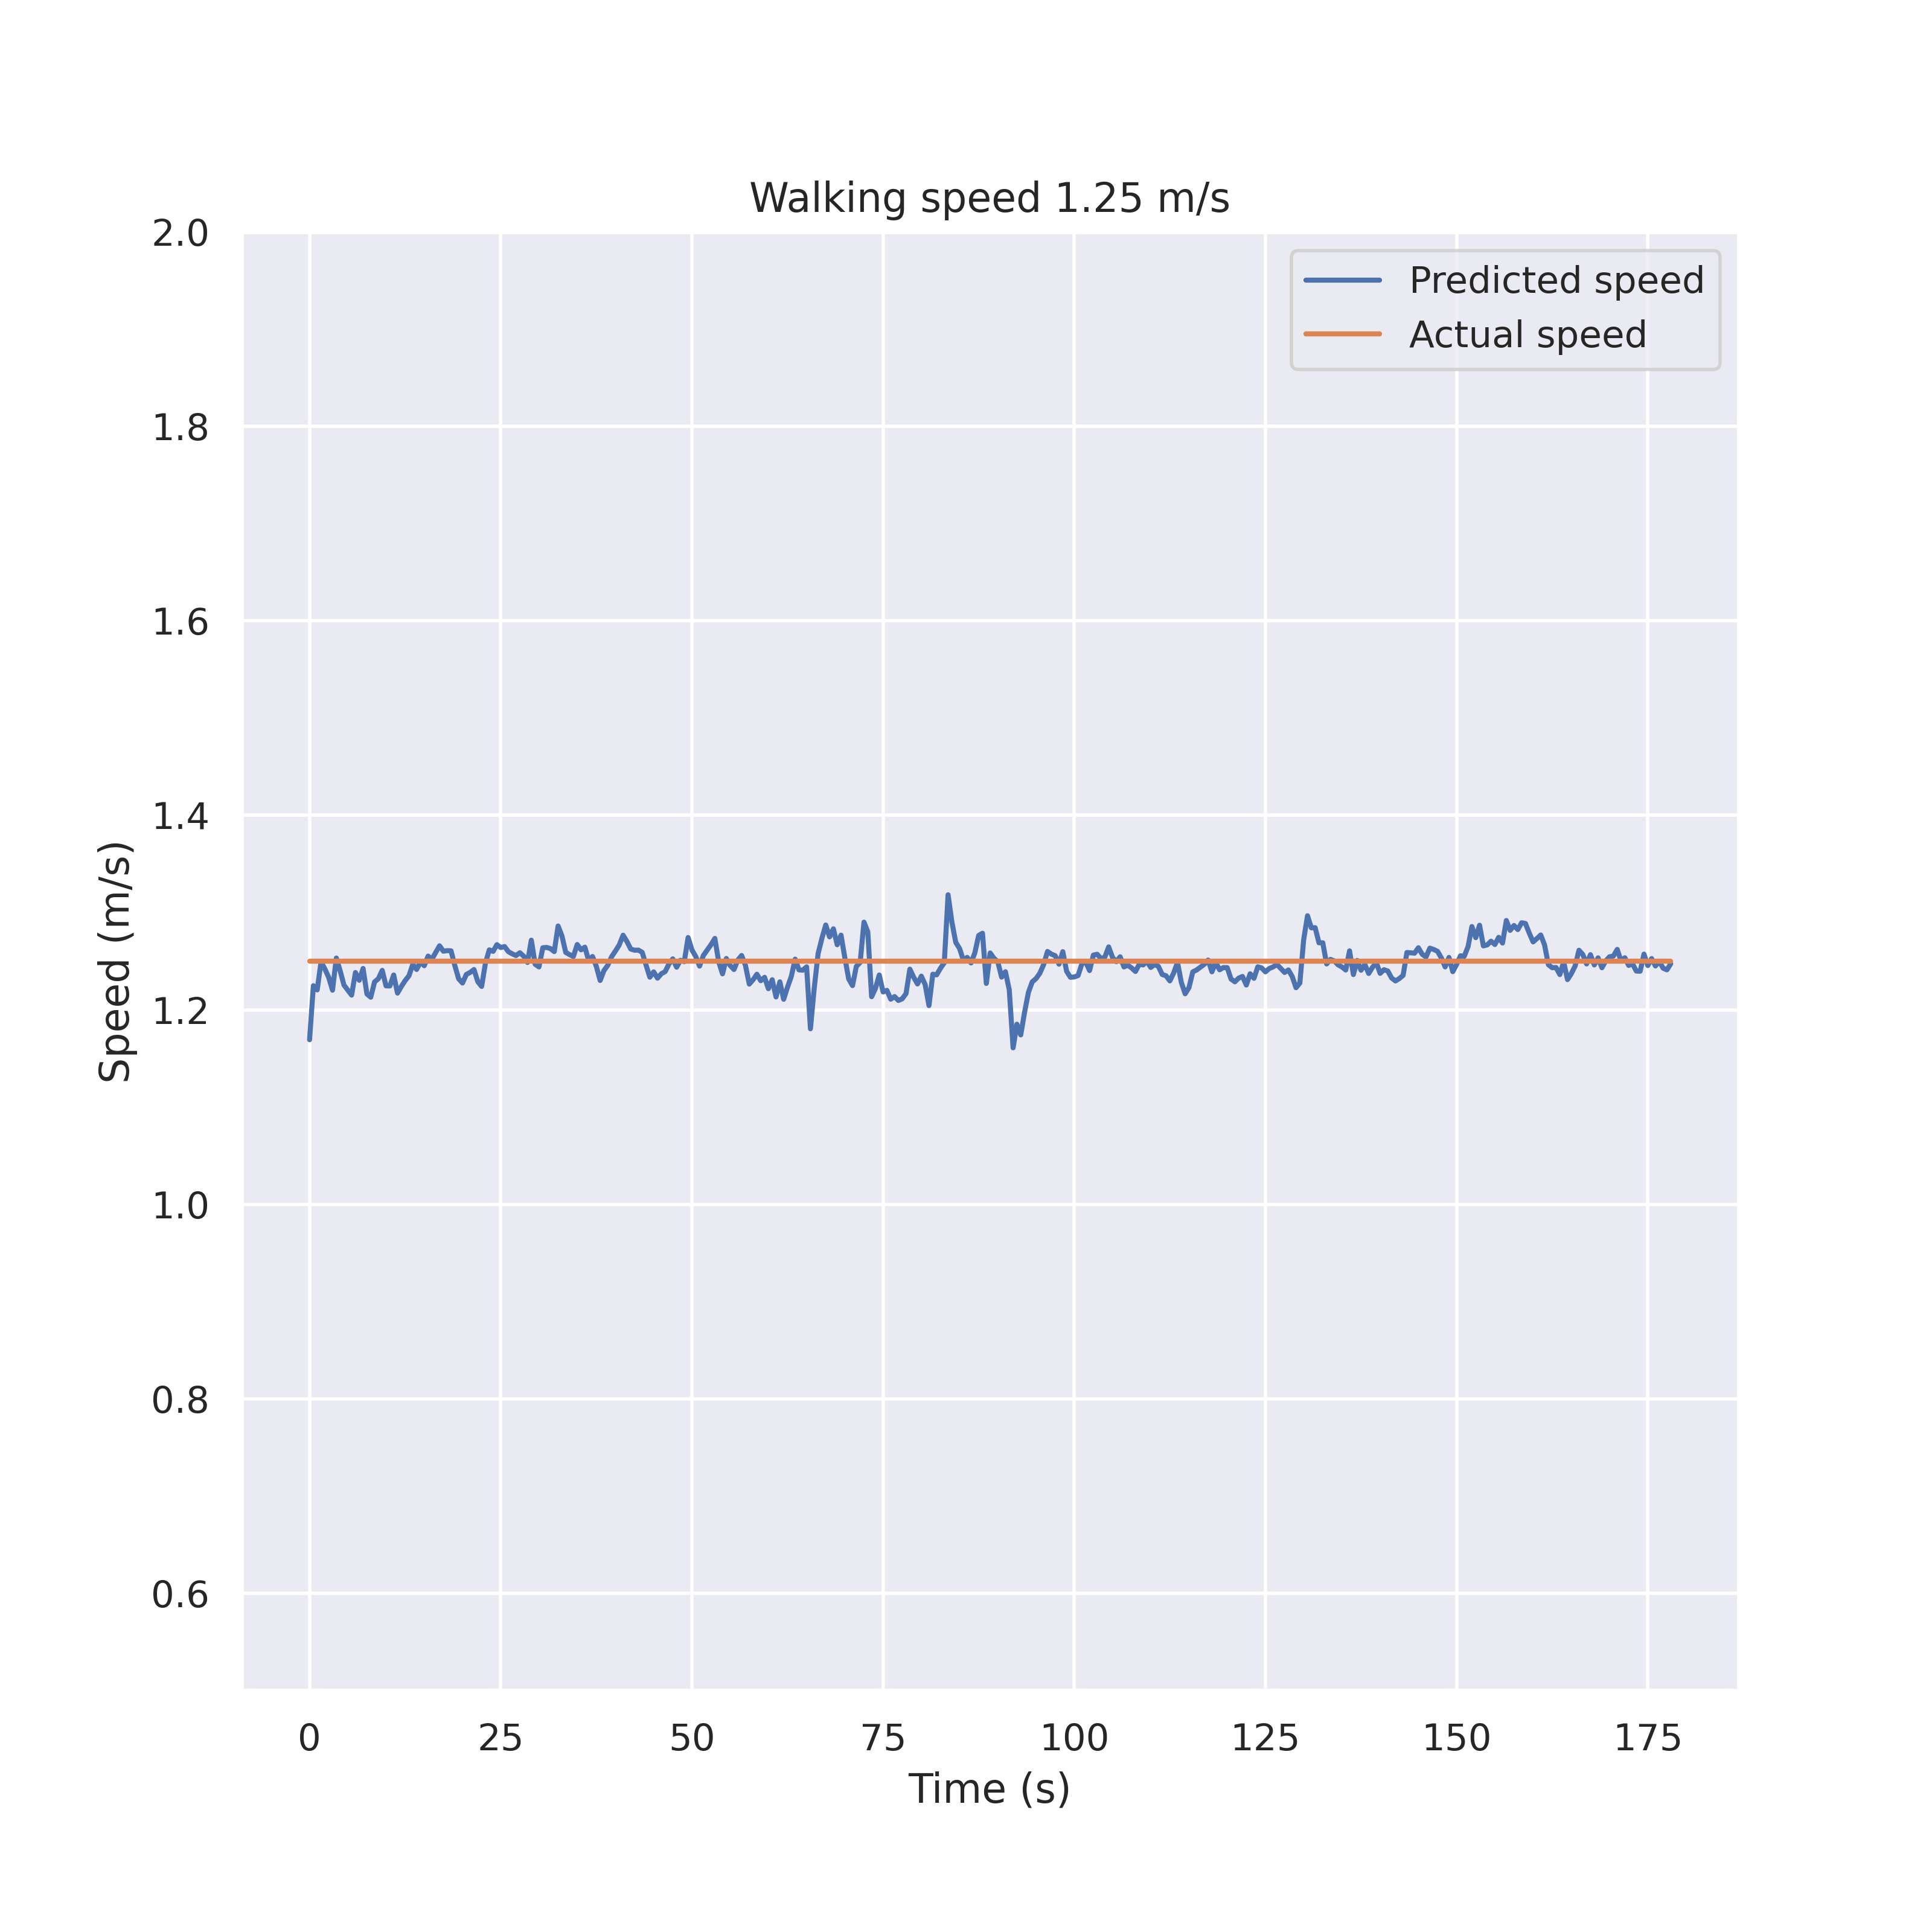 Walking speed 1.25 m/s
2.0
1.8
1.6
1.4
1.2
1.0
0.8
0.6
Speed (m/s)
Predicted speed
Actual speed
0 25 50 75 100 125 150 175
Time (s)